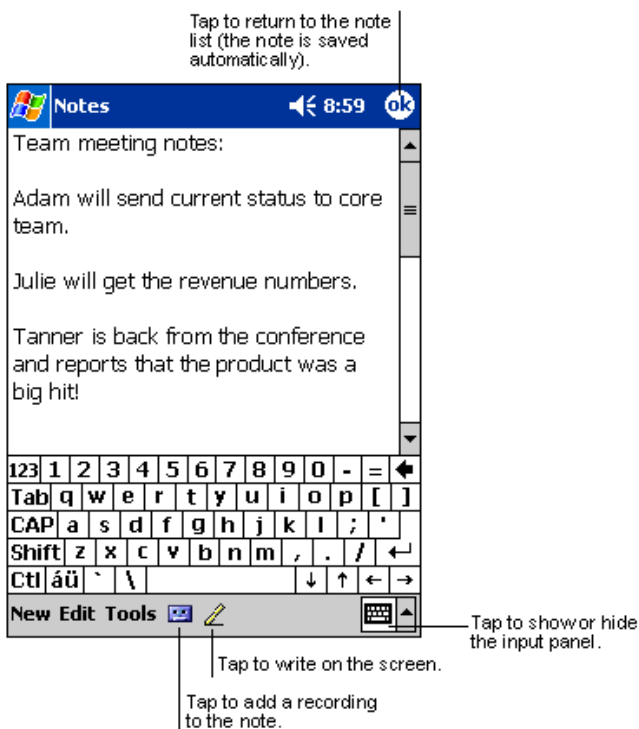 Tap to return to the note
list (the note is saved
automatically).
Notes 8:59 ok
Team meeting notes:
Adam will send current status to core
team.
Julie will get the revenue numbers.
Tanner is back from the conference
and reports that the product was a
big hit!
123 1 2 3 4 5 6 7 8 9 0 - = ←
Tab q w e r t y u i o p [ ]
CAP a s d f g h j k l ; '
Shift z x c v b n m , . / ↵
Ctl áü ` \ ↓ ↑ ← →
New Edit Tools
Tap to show or hide
the input panel.
Tap to write on the screen.
Tap to add a recording
to the note.